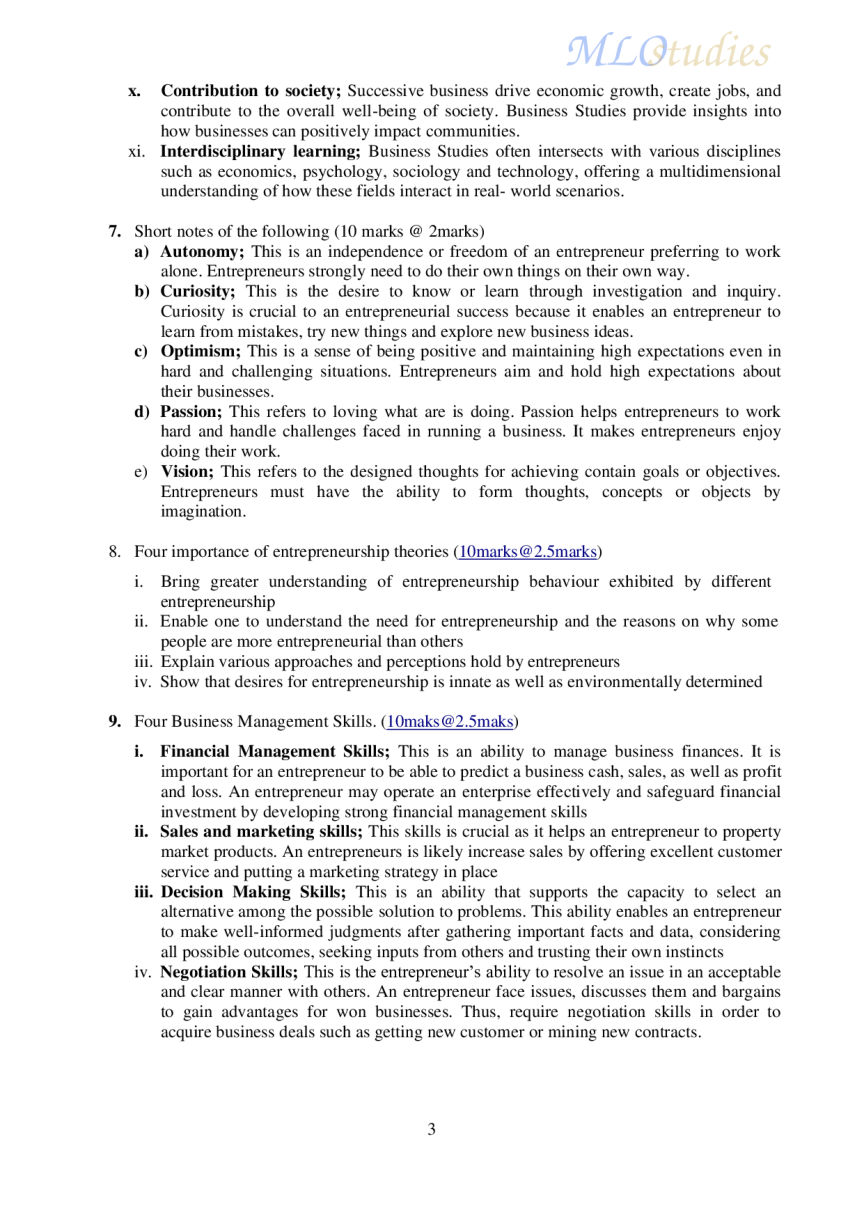 MLOstudies
x. Contribution to society; Successive business drive economic growth, create jobs, and
contribute to the overall well-being of society. Business Studies provide insights into
how businesses can positively impact communities.
xi. Interdisciplinary learning; Business Studies often intersects with various disciplines
such as economics, psychology, sociology and technology, offering a multidimensional
understanding of how these fields interact in real- world scenarios.
7. Short notes of the following (10 marks @ 2marks)
a) Autonomy; This is an independence or freedom of an entrepreneur preferring to work
alone. Entrepreneurs strongly need to do their own things on their own way.
b) Curiosity; This is the desire to know or learn through investigation and inquiry.
Curiosity is crucial to an entrepreneurial success because it enables an entrepreneur to
learn from mistakes, try new things and explore new business ideas.
c) Optimism; This is a sense of being positive and maintaining high expectations even in
hard and challenging situations. Entrepreneurs aim and hold high expectations about
their businesses.
d) Passion; This refers to loving what are is doing. Passion helps entrepreneurs to work
hard and handle challenges faced in running a business. It makes entrepreneurs enjoy
doing their work.
e) Vision; This refers to the designed thoughts for achieving contain goals or objectives.
Entrepreneurs must have the ability to form thoughts, concepts or objects by
imagination.
8. Four importance of entrepreneurship theories (10marks@2.5marks)
i. Bring greater understanding of entrepreneurship behaviour exhibited by different
entrepreneurship
ii. Enable one to understand the need for entrepreneurship and the reasons on why some
people are more entrepreneurial than others
iii. Explain various approaches and perceptions hold by entrepreneurs
iv. Show that desires for entrepreneurship is innate as well as environmentally determined
9. Four Business Management Skills. (10maks@2.5maks)
i. Financial Management Skills; This is an ability to manage business finances. It is
important for an entrepreneur to be able to predict a business cash, sales, as well as profit
and loss. An entrepreneur may operate an enterprise effectively and safeguard financial
investment by developing strong financial management skills
ii. Sales and marketing skills; This skills is crucial as it helps an entrepreneur to property
market products. An entrepreneurs is likely increase sales by offering excellent customer
service and putting a marketing strategy in place
iii. Decision Making Skills; This is an ability that supports the capacity to select an
alternative among the possible solution to problems. This ability enables an entrepreneur
to make well-informed judgments after gathering important facts and data, considering
all possible outcomes, seeking inputs from others and trusting their own instincts
iv. Negotiation Skills; This is the entrepreneur’s ability to resolve an issue in an acceptable
and clear manner with others. An entrepreneur face issues, discusses them and bargains
to gain advantages for won businesses. Thus, require negotiation skills in order to
acquire business deals such as getting new customer or mining new contracts.
3